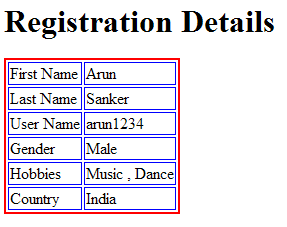 Registration Details
First Name Arun
Last Name Sanker
User Name arun1234
Gender Male
Hobbies Music , Dance
Country India